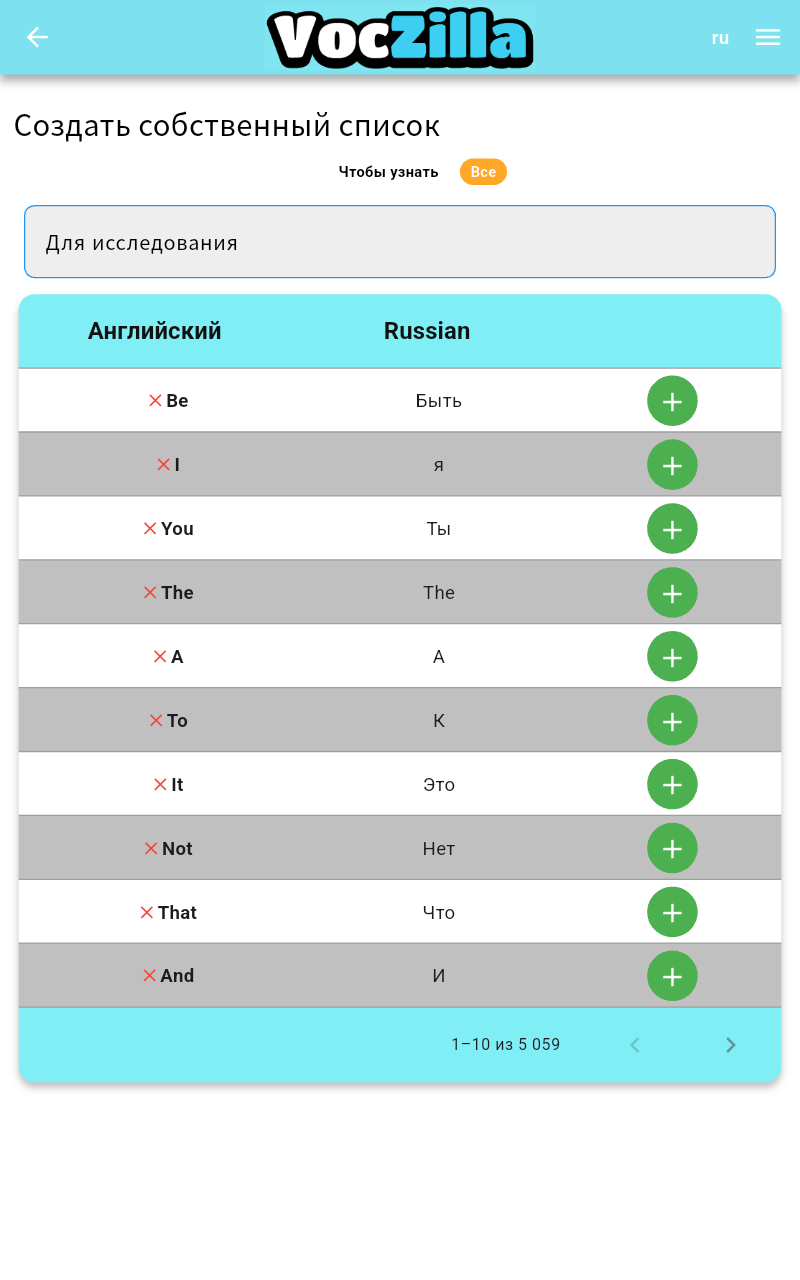 VocZilla
ru
Создать собственный список
Чтобы узнать Все
Для исследования
Английский Russian
Be Быть
I я
You Ты
The The
A А
To К
It Это
Not Нет
That Что
And И
1–10 из 5 059